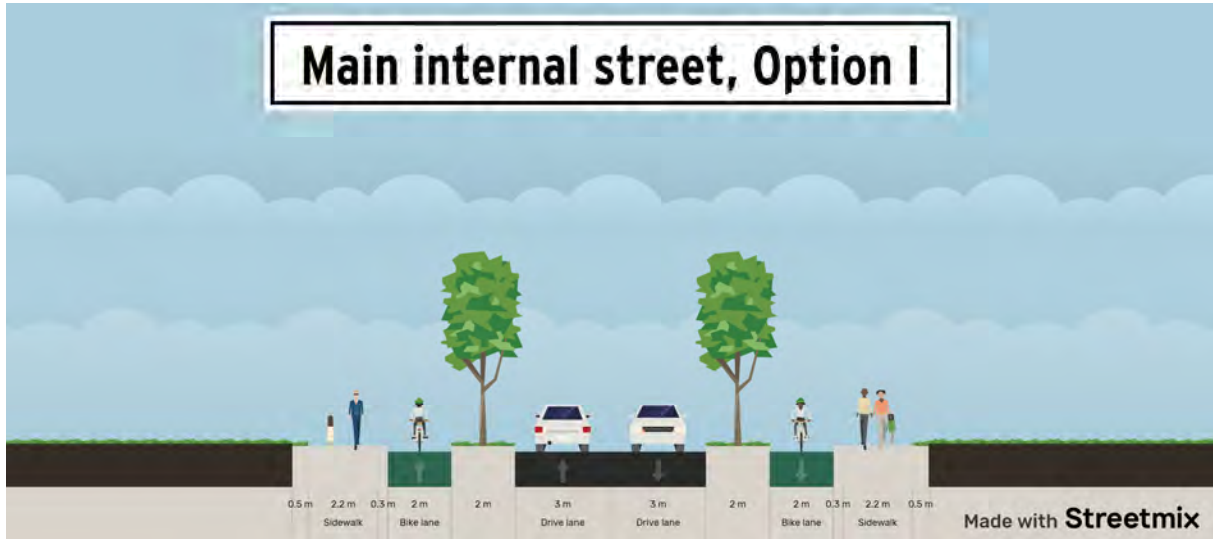 Main internal street, Option I
0.5 m 2.2 m 0.3 m 2 m 2 m 3 m 3 m 2 m 2 m 0.3 m 2.2 m 0.5 m
Sidewalk Bike lane Drive lane Drive lane Bike lane Sidewalk
Made with Streetmix